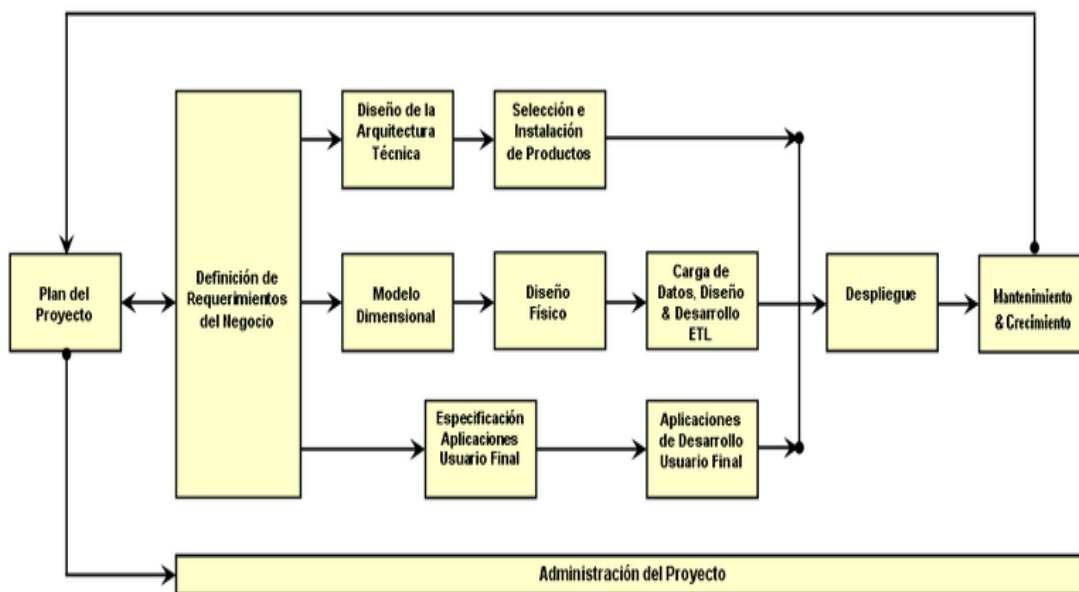 Diseño de la
Arquitectura
Técnica
Selección e
Instalación
de Productos
Plan del
Proyecto
Definición de
Requerimientos
del Negocio
Modelo
Dimensional
Diseño
Físico
Carga de
Datos, Diseño
& Desarrollo
ETL
Despliegue
Mantenimiento
& Crecimiento
Especificación
Aplicaciones
Usuario Final
Aplicaciones
de Desarrollo
Usuario Final
Administración del Proyecto